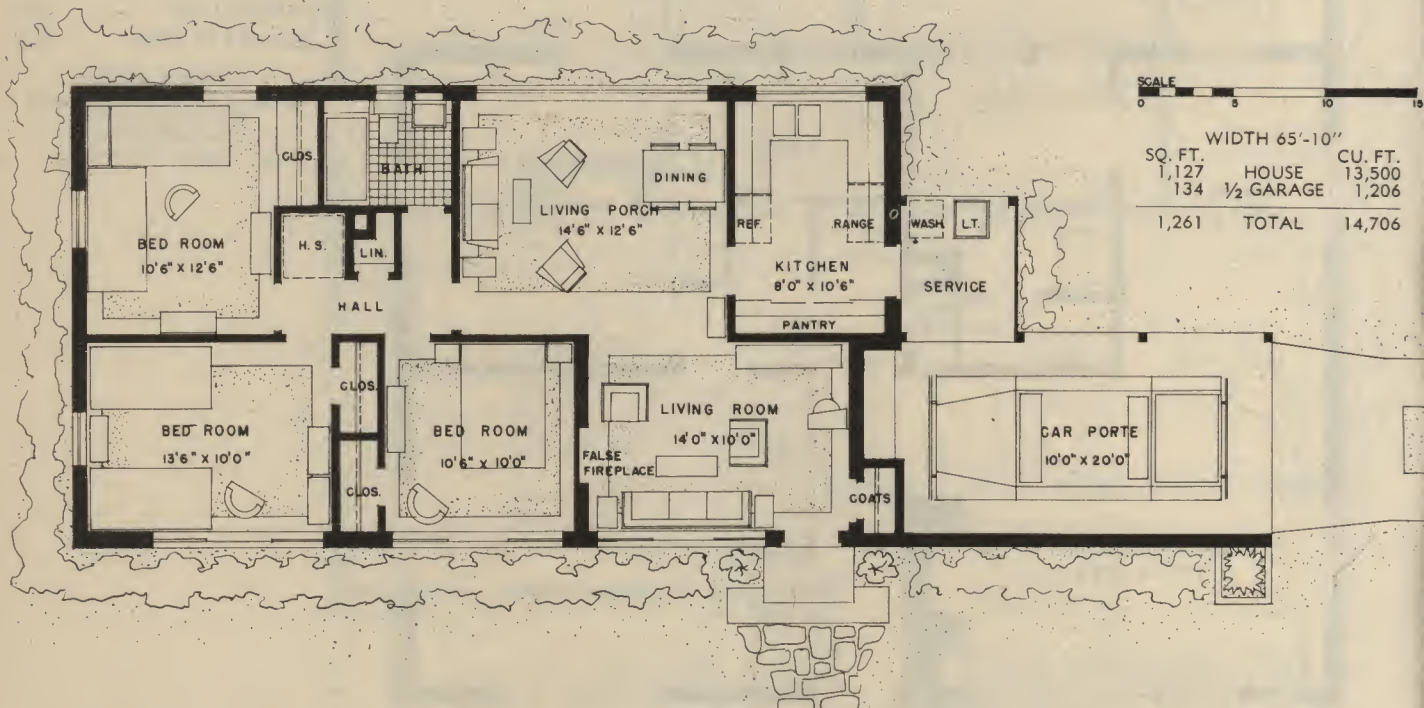 SCALE
0 5 10 15
WIDTH 65'-10"
SQ. FT. CU. FT.
1,127 HOUSE 13,500
134 1/2 GARAGE 1,206
1,261 TOTAL 14,706
CLOS.
BATH
BED ROOM
10'6" X 12'6"
H. S.
LIN.
HALL
LIVING PORCH
14'6" X 12'6"
DINING
REF.
RANGE
KITCHEN
8'0" X 10'6"
PANTRY
WASH.
L.T.
SERVICE
BED ROOM
13'6" X 10'0"
CLOS.
CLOS.
BED ROOM
10'6" X 10'0"
FALSE
FIREPLACE
LIVING ROOM
14'0" X 10'0"
COATS
CAR PORTE
10'0" X 20'0"